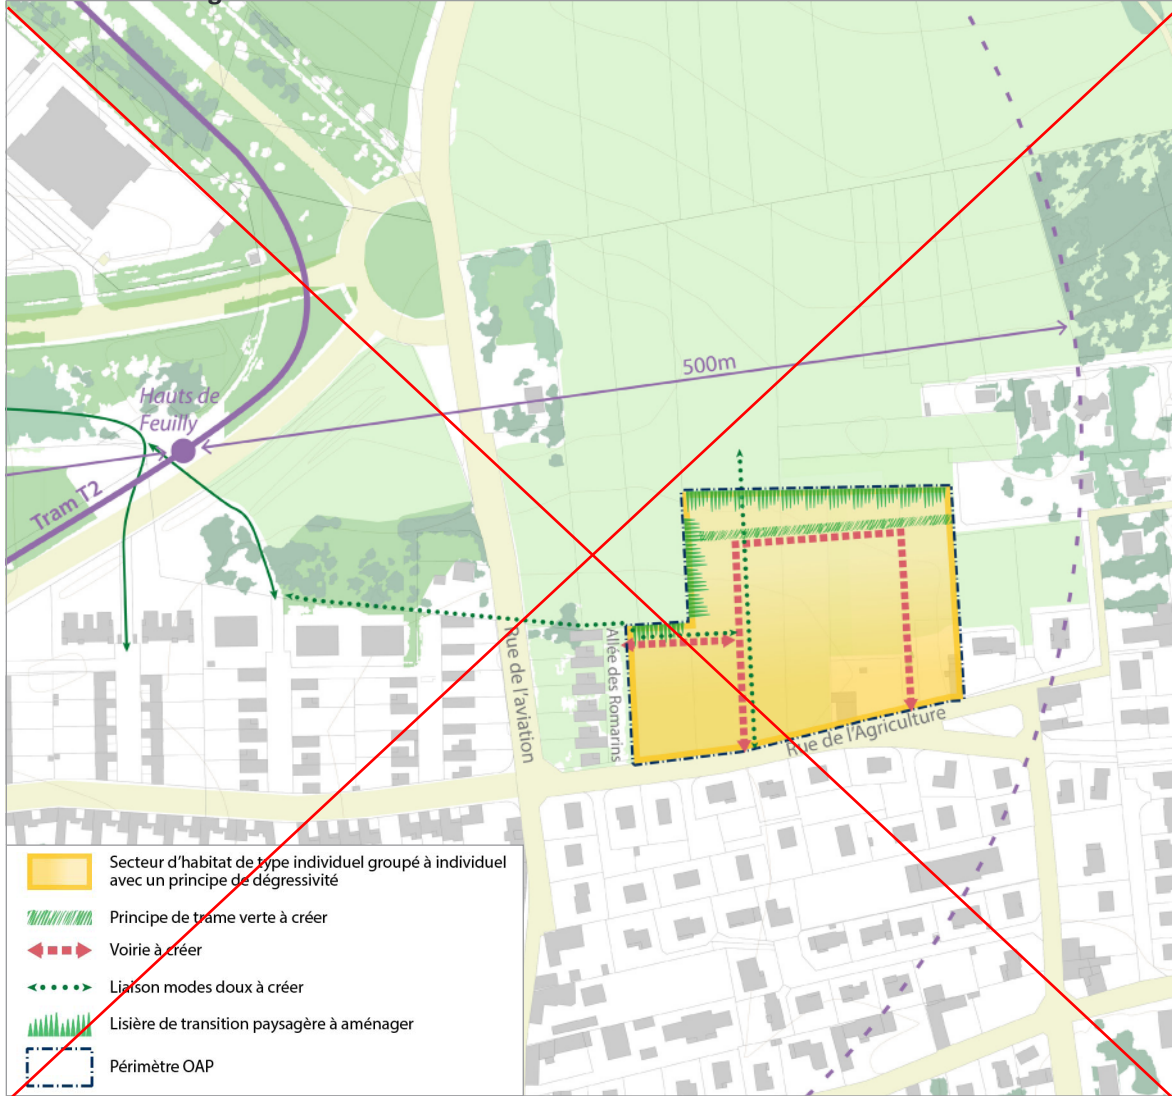 500m
Hauts de
Feuilly
Tram T2
Rue de l'aviation
Allée des Romarins
Rue de l'Agriculture
Secteur d'habitat de type individuel groupé à individuel
avec un principe de dégressivité
Principe de trame verte à créer
Voirie à créer
Liaison modes doux à créer
Lisière de transition paysagère à aménager
Périmètre OAP